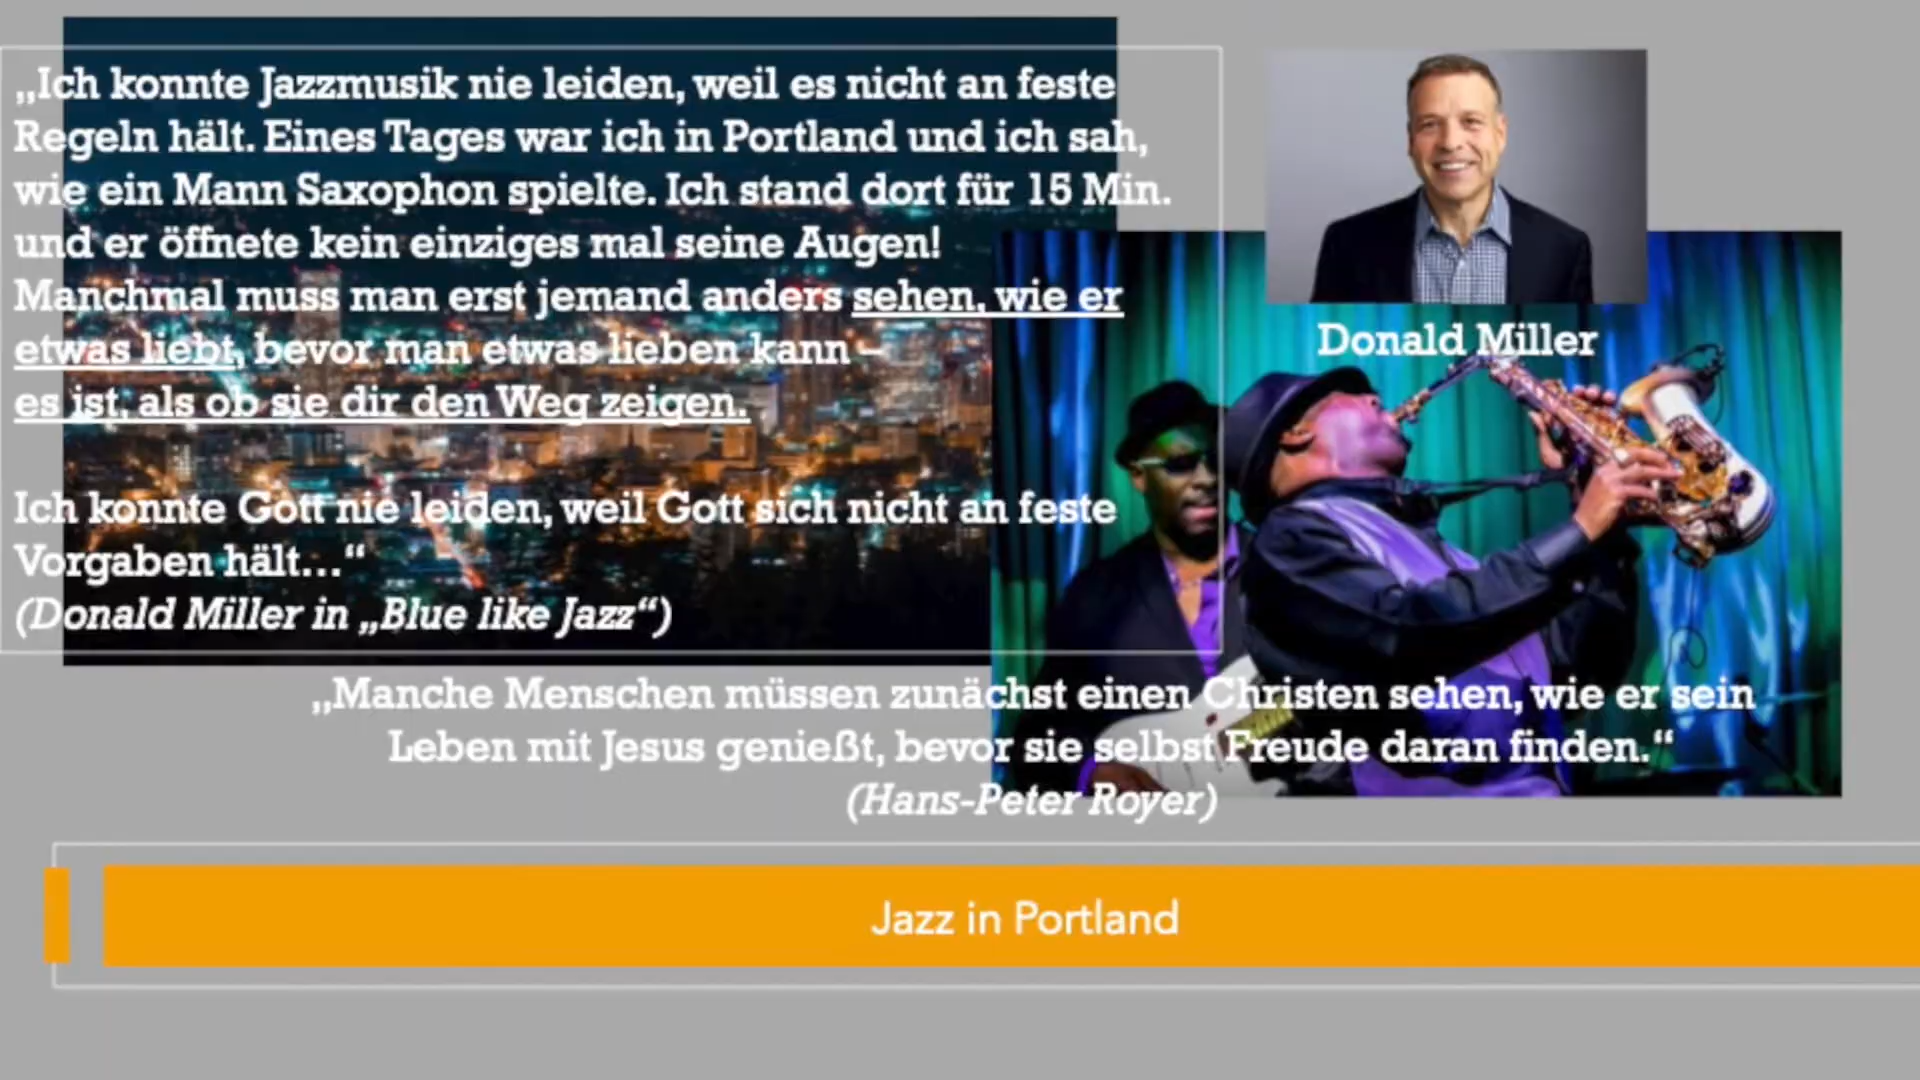 „Ich konnte Jazzmusik nie leiden, weil es nicht an feste
Regeln hält. Eines Tages war ich in Portland und ich sah,
wie ein Mann Saxophon spielte. Ich stand dort für 15 Min.
und er öffnete kein einziges mal seine Augen!
Manchmal muss man erst jemand anders sehen, wie er
etwas liebt, bevor man etwas lieben kann –
es ist, als ob sie dir den Weg zeigen.
Ich konnte Gott nie leiden, weil Gott sich nicht an feste
Vorgaben hält…“
(Donald Miller in „Blue like Jazz“)
Donald Miller
„Manche Menschen müssen zunächst einen Christen sehen, wie er sein
Leben mit Jesus genießt, bevor sie selbst Freude daran finden.“
(Hans-Peter Royer)
Jazz in Portland